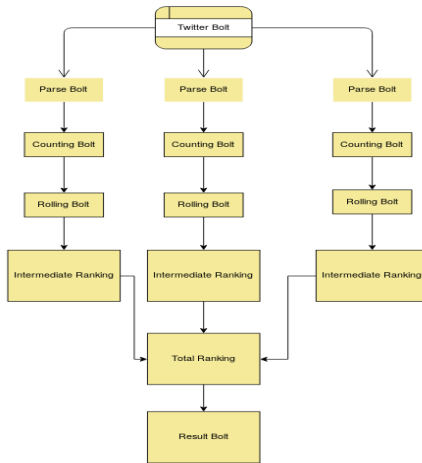 Twitter Bolt
Parse Bolt
Parse Bolt
Parse Bolt
Counting Bolt
Counting Bolt
Counting Bolt
Rolling Bolt
Rolling Bolt
Rolling Bolt
Intermediate Ranking
Intermediate Ranking
Intermediate Ranking
Total Ranking
Result Bolt